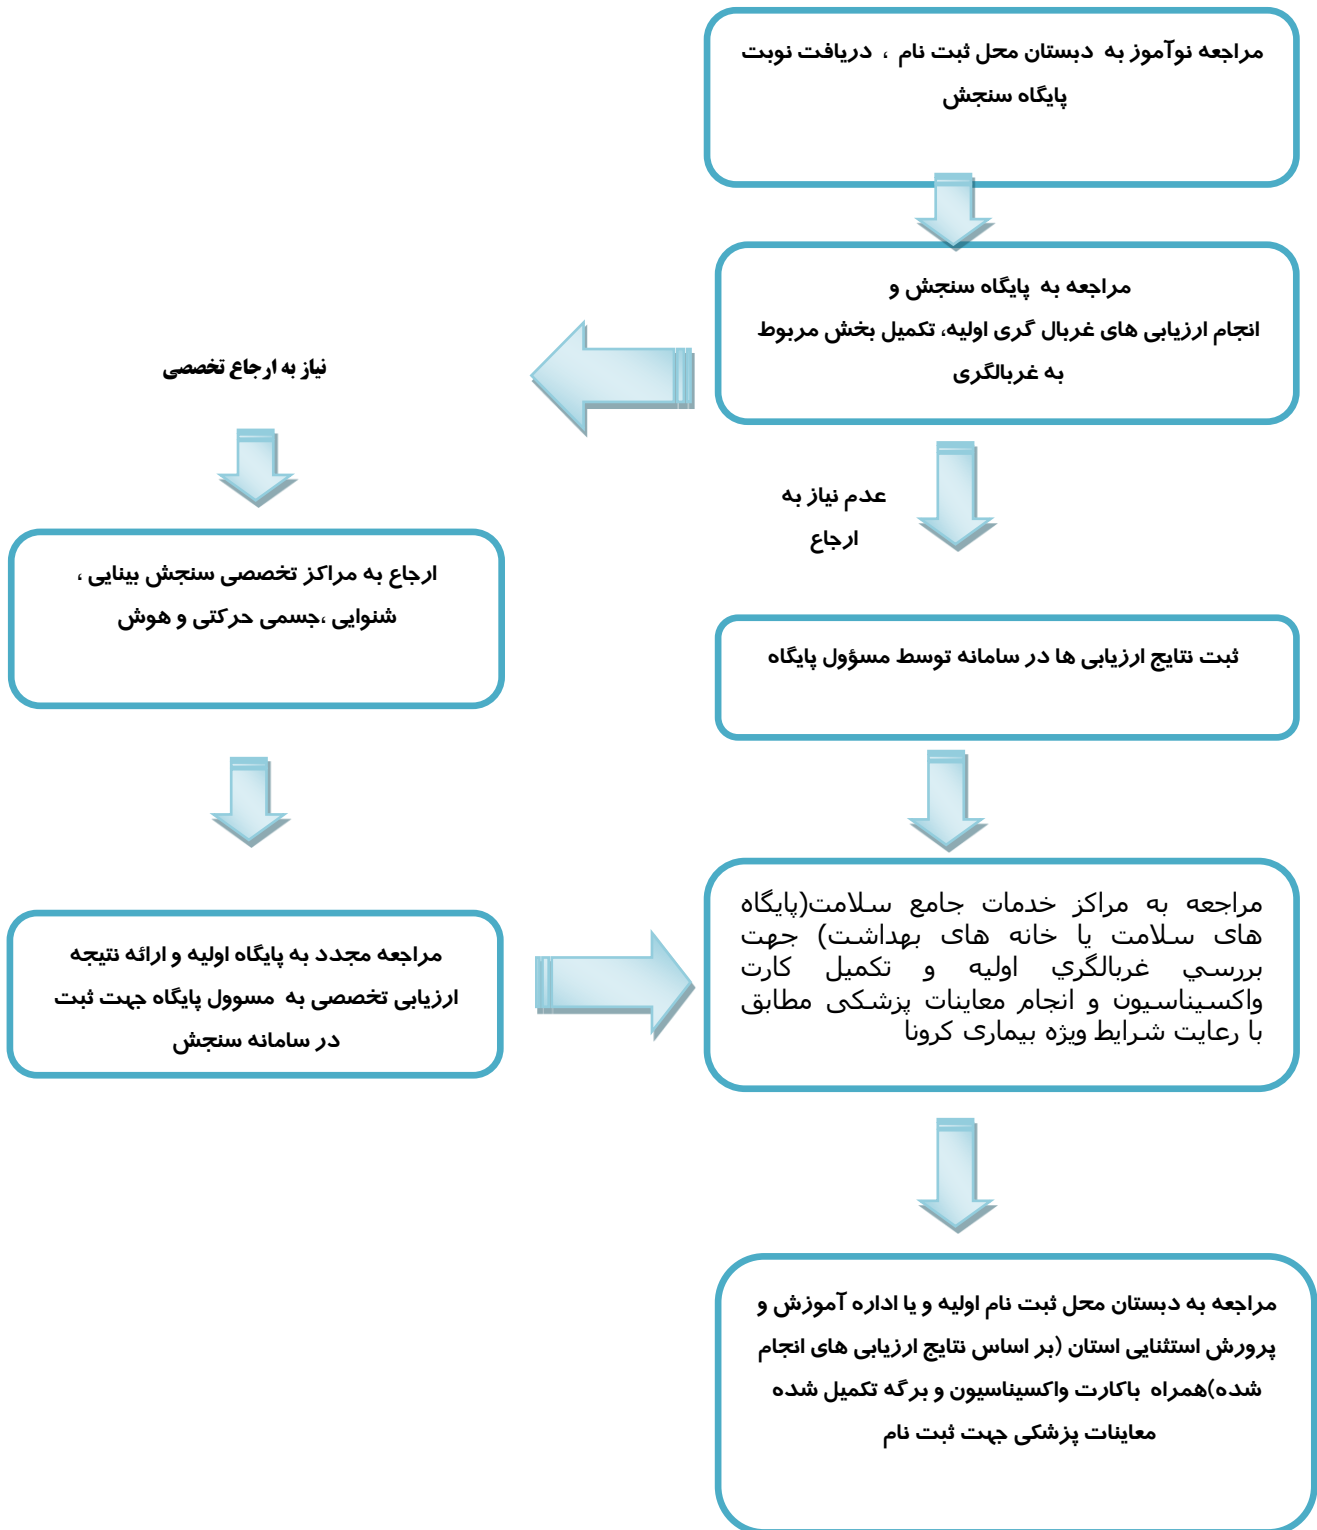 مراجعه نوآموز به دبستان محل ثبت نام ، دریافت نوبت
پایگاه سنجش
مراجعه به پایگاه سنجش و
انجام ارزیابی های غربال گری اولیه، تکمیل بخش مربوط
به غربالگری
نیاز به ارجاع تخصصی
عدم نیاز به
ارجاع
ارجاع به مراکز تخصصی سنجش بینایی ،
شنوایی ،جسمی حرکتی و هوش
ثبت نتایج ارزیابی ها در سامانه توسط مسؤول پایگاه
مراجعه مجدد به پایگاه اولیه و ارائه نتیجه
ارزیابی تخصصی به مسوول پایگاه جهت ثبت
در سامانه سنجش
مراجعه به مراکز خدمات جامع سلامت(پایگاه
های سلامت یا خانه های بهداشت) جهت
بررسي غربالگري اولیه و تکمیل کارت
واکسیناسیون و انجام معاینات پزشکی مطابق
با رعایت شرایط ویژه بیماری کرونا
مراجعه به دبستان محل ثبت نام اولیه و یا اداره آموزش و
پرورش استثنایی استان (بر اساس نتایج ارزیابی های انجام
شده)همراه باکارت واکسیناسیون و برگه تکمیل شده
معاینات پزشکی جهت ثبت نام